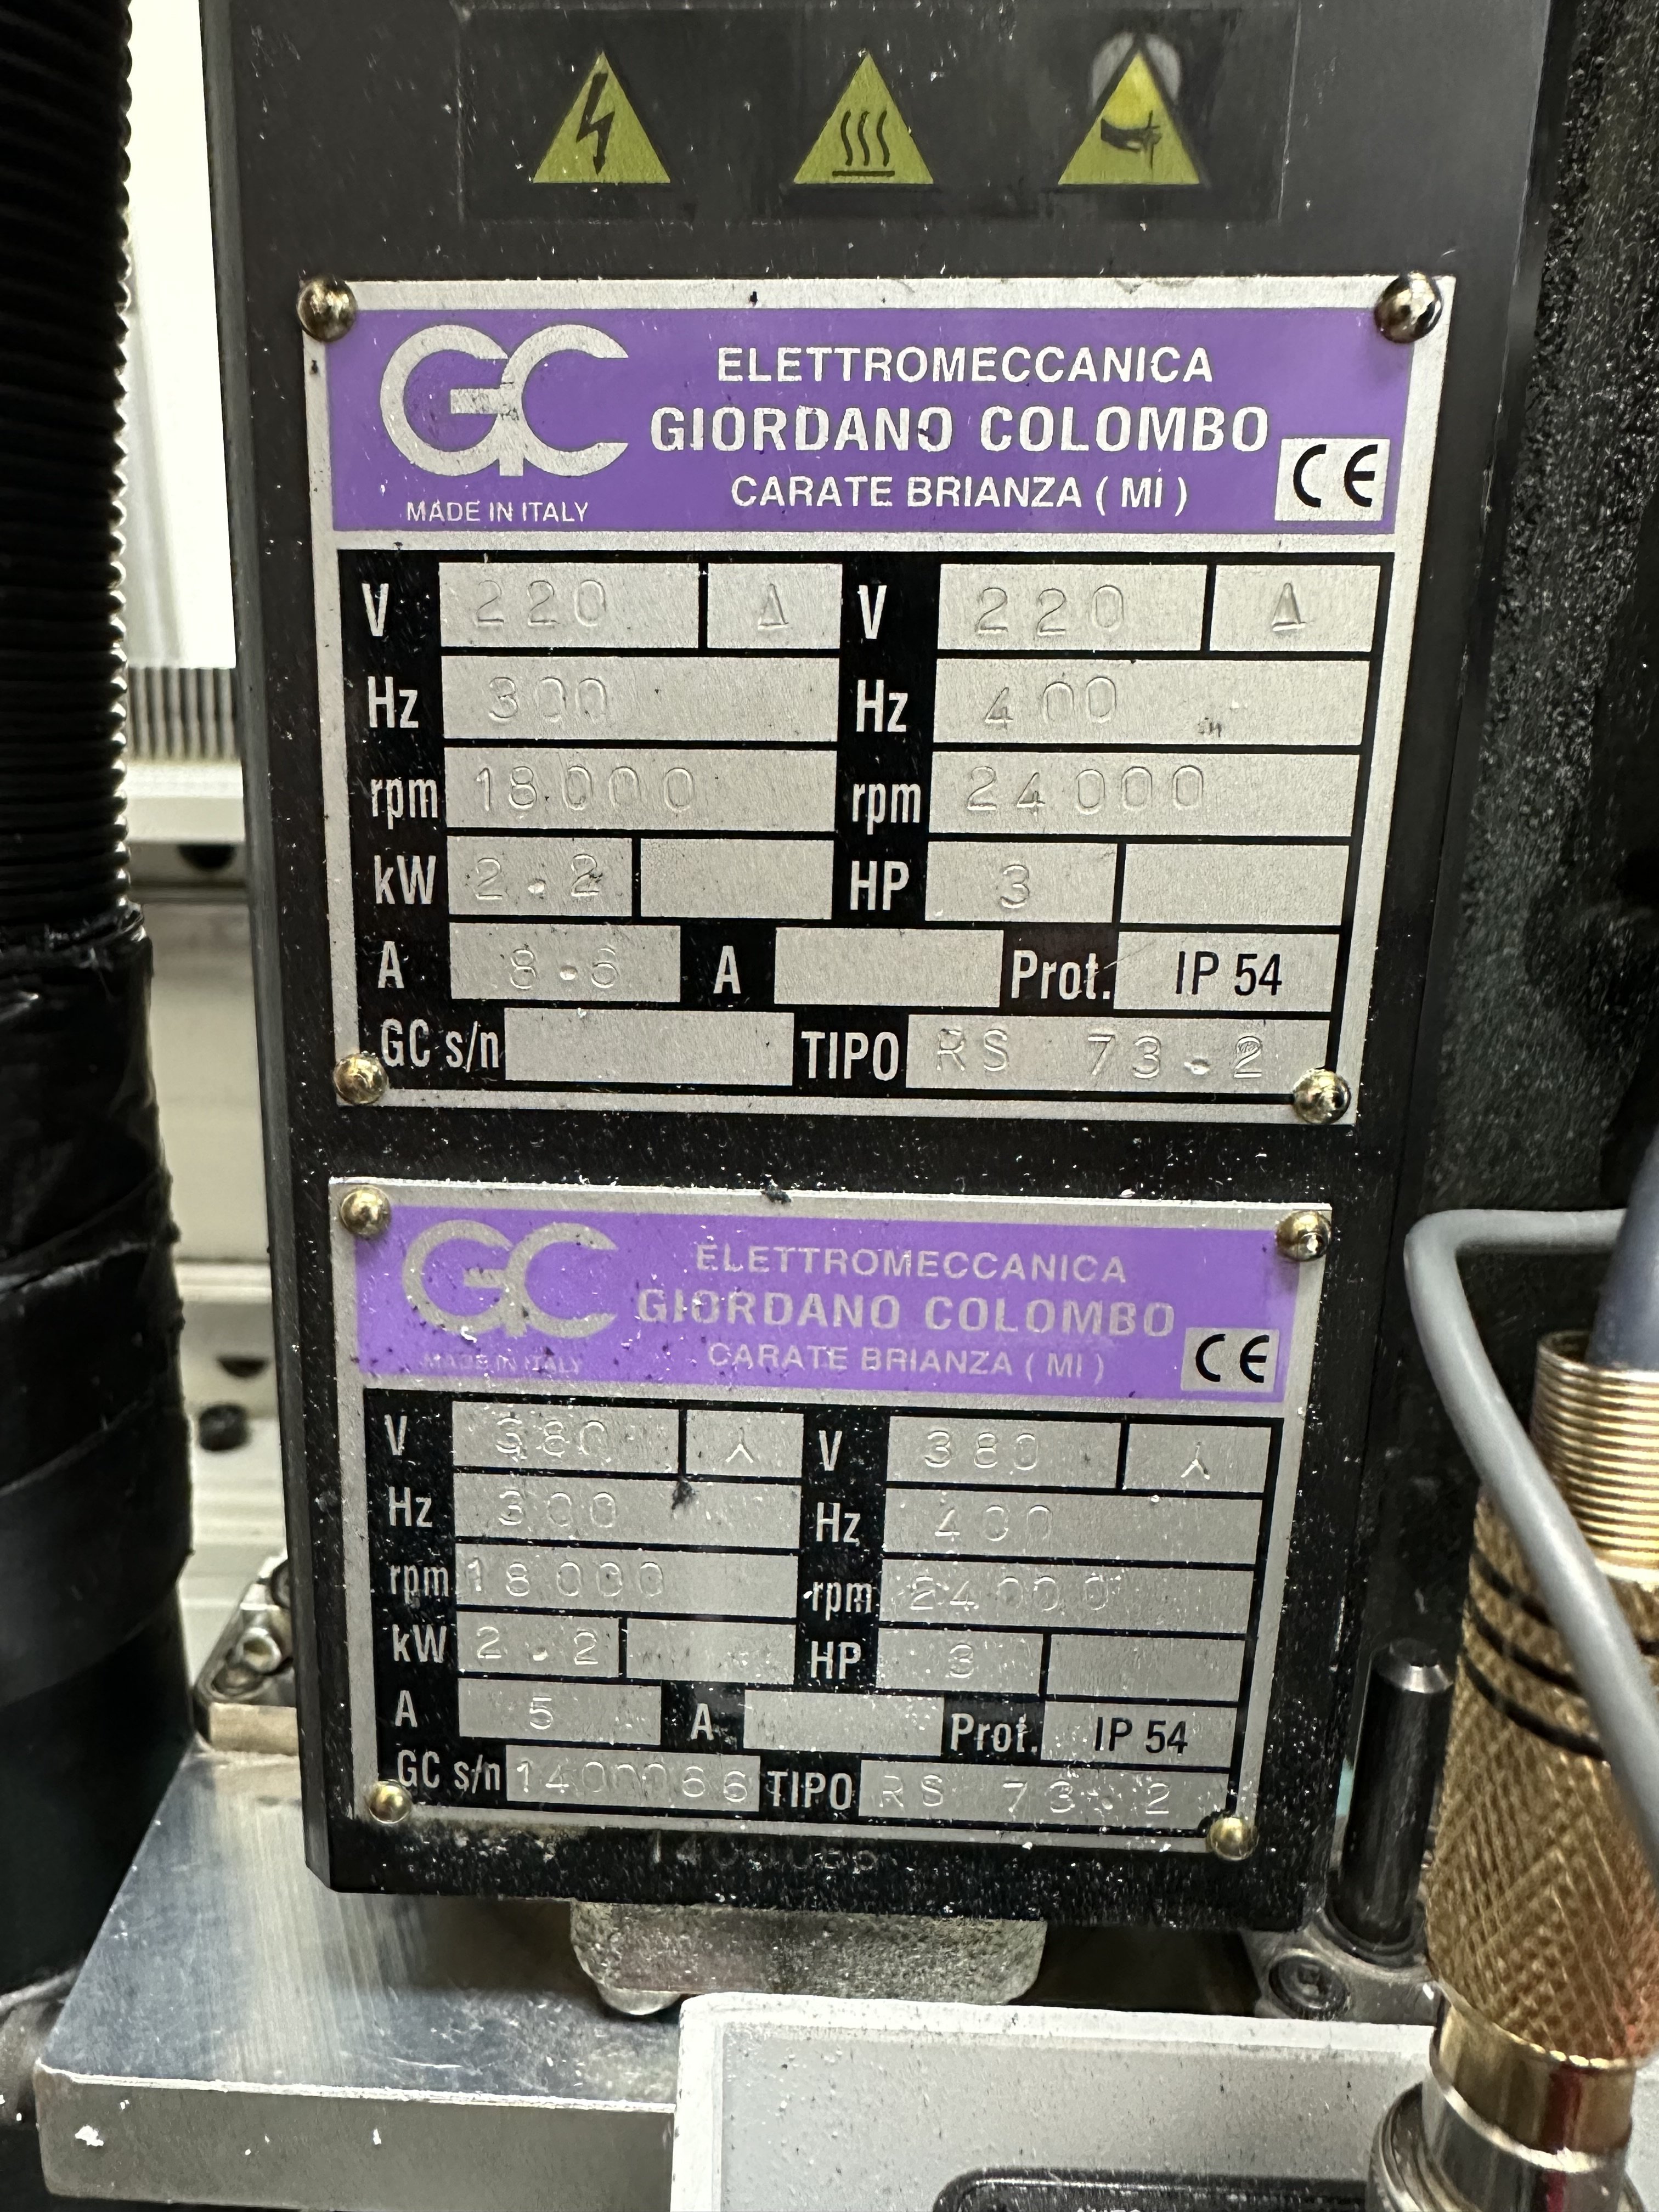 GC
MADE IN ITALY
ELETTROMECCANICA
GIORDANO COLOMBO
CARATE BRIANZA ( MI )
CE
V 220 Δ V 220 Δ
Hz 300 Hz 400
rpm 18000 rpm 24000
kW 2.2 HP 3
A 8.6 A Prot. IP 54
GC s/n TIPO RS 73.2
GC
MADE IN ITALY
ELETTROMECCANICA
GIORDANO COLOMBO
CARATE BRIANZA ( MI )
CE
V 380 ⅄ V 380 ⅄
Hz 300 Hz 400
rpm 18000 rpm 24000
kW 2.2 HP 3
A 5 A Prot. IP 54
GC s/n 1400066 TIPO RS 73.2